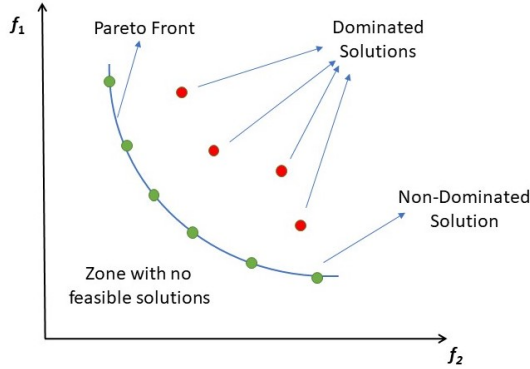 f1
Pareto Front
Dominated
Solutions
Non-Dominated
Solution
Zone with no
feasible solutions
f2